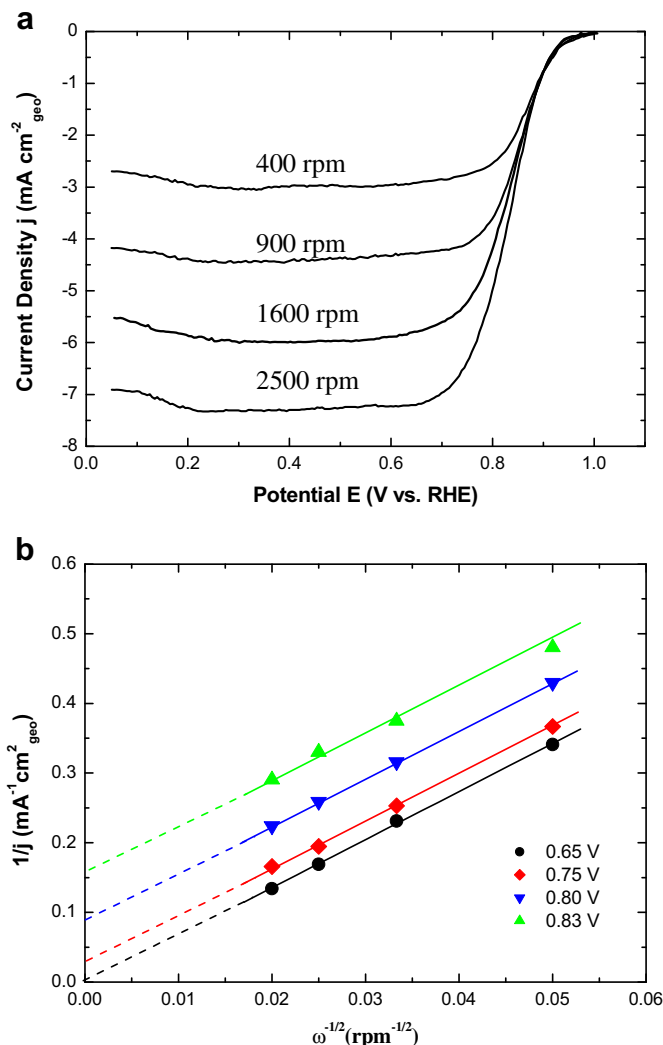 a
Current Density j (mA cm⁻²geo)
0
-1
-2
-3
-4
-5
-6
-7
-8
400 rpm
900 rpm
1600 rpm
2500 rpm
0.0 0.2 0.4 0.6 0.8 1.0
Potential E (V vs. RHE)
b
1/j (mA⁻¹cm²geo)
0.6
0.5
0.4
0.3
0.2
0.1
0.0
0.65 V
0.75 V
0.80 V
0.83 V
0.00 0.01 0.02 0.03 0.04 0.05 0.06
ω⁻¹/²(rpm⁻¹/²)